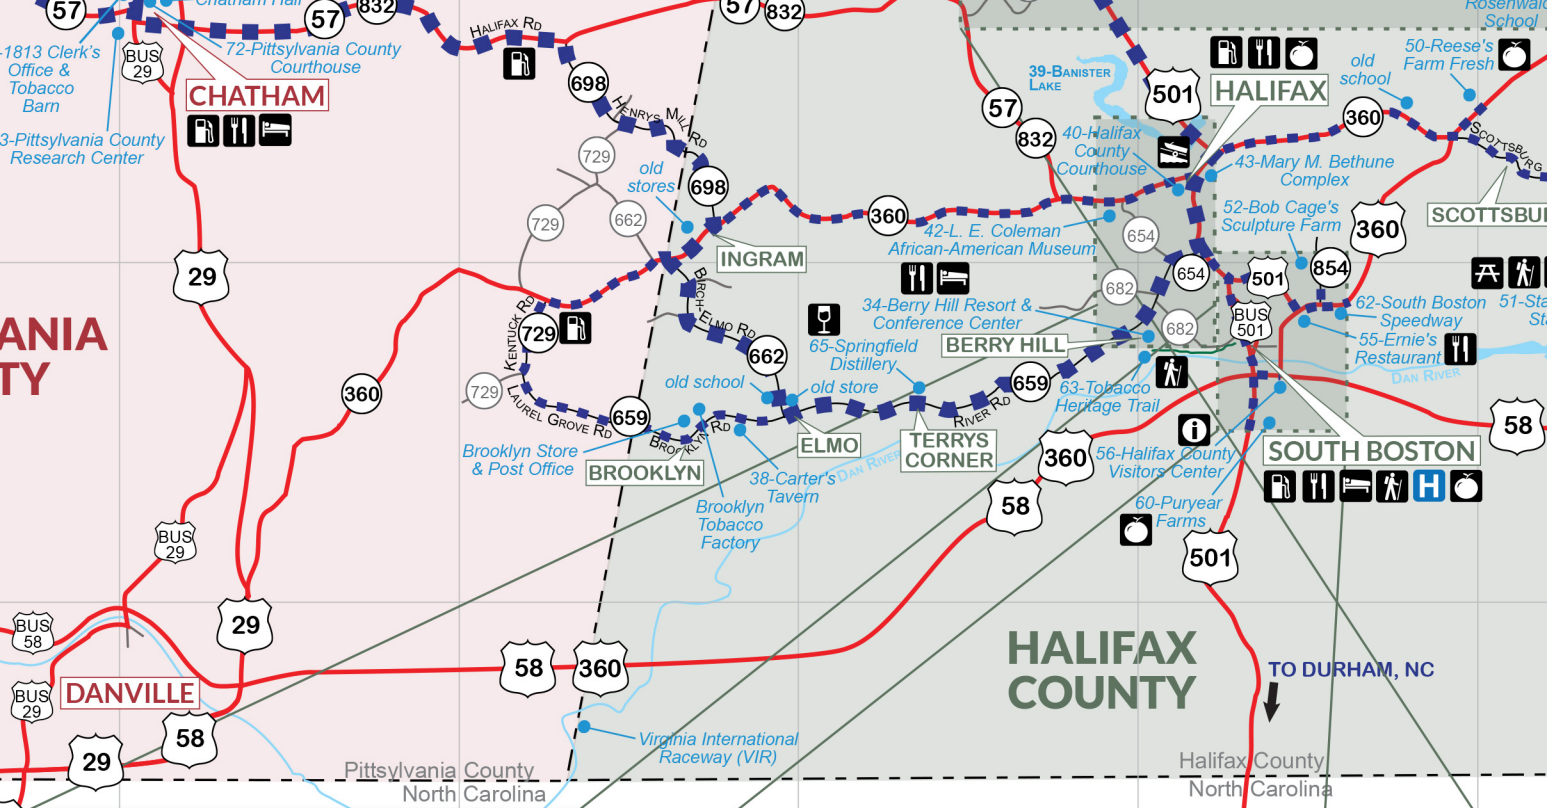 57
BUS
29
Chatham Hall
57
832
HALIFAX RD
57
832
Rosenwald
School
-1813 Clerk's
Office &
Tobacco
Barn
72-Pittsylvania County
Courthouse
CHATHAM
3-Pittsylvania County
Research Center
698
HENRYS MILL RD
729
old
stores
698
729
662
INGRAM
360
57
832
39-BANISTER
LAKE
501
HALIFAX
old
school
50-Reese's
Farm Fresh
360
SCOTTSBURG
40-Halifax
County
Courthouse
43-Mary M. Bethune
Complex
52-Bob Cage's
Sculpture Farm
360
SCOTTSBU
42-L. E. Coleman
African-American Museum
654
654
682
682
501
854
BUS
501
62-South Boston
Speedway
51-Sta
St
55-Ernie's
Restaurant
DAN RIVER
29
ANIA
TY
360
KENTUCK RD
729
729
LAUREL GROVE RD
BIRCH ELMO RD
662
65-Springfield
Distillery
34-Berry Hill Resort &
Conference Center
BERRY HILL
63-Tobacco
Heritage Trail
old school
old store
659
BROOKLYN RD
659
RIVER RD
Brooklyn Store
& Post Office
BROOKLYN
ELMO
TERRYS
CORNER
38-Carter's
Tavern
Brooklyn
Tobacco
Factory
DAN RIVER
360
58
56-Halifax County
Visitors Center
SOUTH BOSTON
H
58
60-Puryear
Farms
501
BUS
29
29
BUS
58
BUS
29
DANVILLE
58
29
58
360
HALIFAX
COUNTY
TO DURHAM, NC
Virginia International
Raceway (VIR)
Pittsylvania County
North Carolina
Halifax County
North Carolina